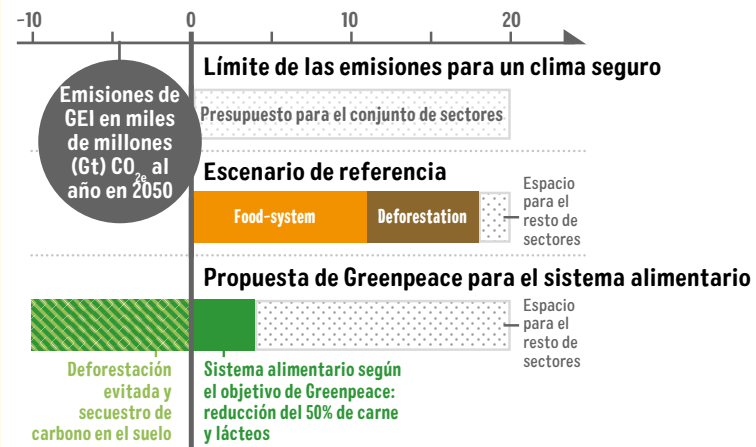 -10 0 10 20
Límite de las emisiones para un clima seguro
Emisiones de
GEI en miles
de millones
(Gt) CO2e al
año en 2050
Presupuesto para el conjunto de sectores
Escenario de referencia
Food-system
Deforestation
Espacio
para el
resto de
sectores
Propuesta de Greenpeace para el sistema alimentario
Espacio
para el
resto de
sectores
Deforestación
evitada y
secuestro de
carbono en el suelo
Sistema alimentario según
el objetivo de Greenpeace:
reducción del 50% de carne
y lácteos